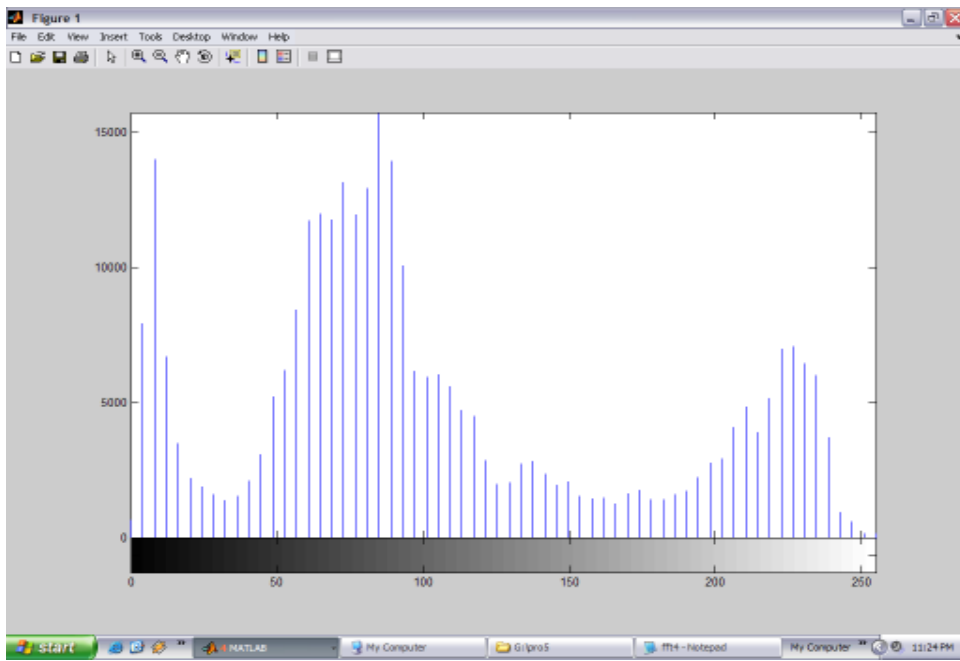 Figure 1
File Edit View Insert Tools Desktop Window Help
15000
10000
5000
0
0 50 100 150 200 250
start MATLAB My Computer G:\pro5 fft4 - Notepad My Computer 11:24 PM